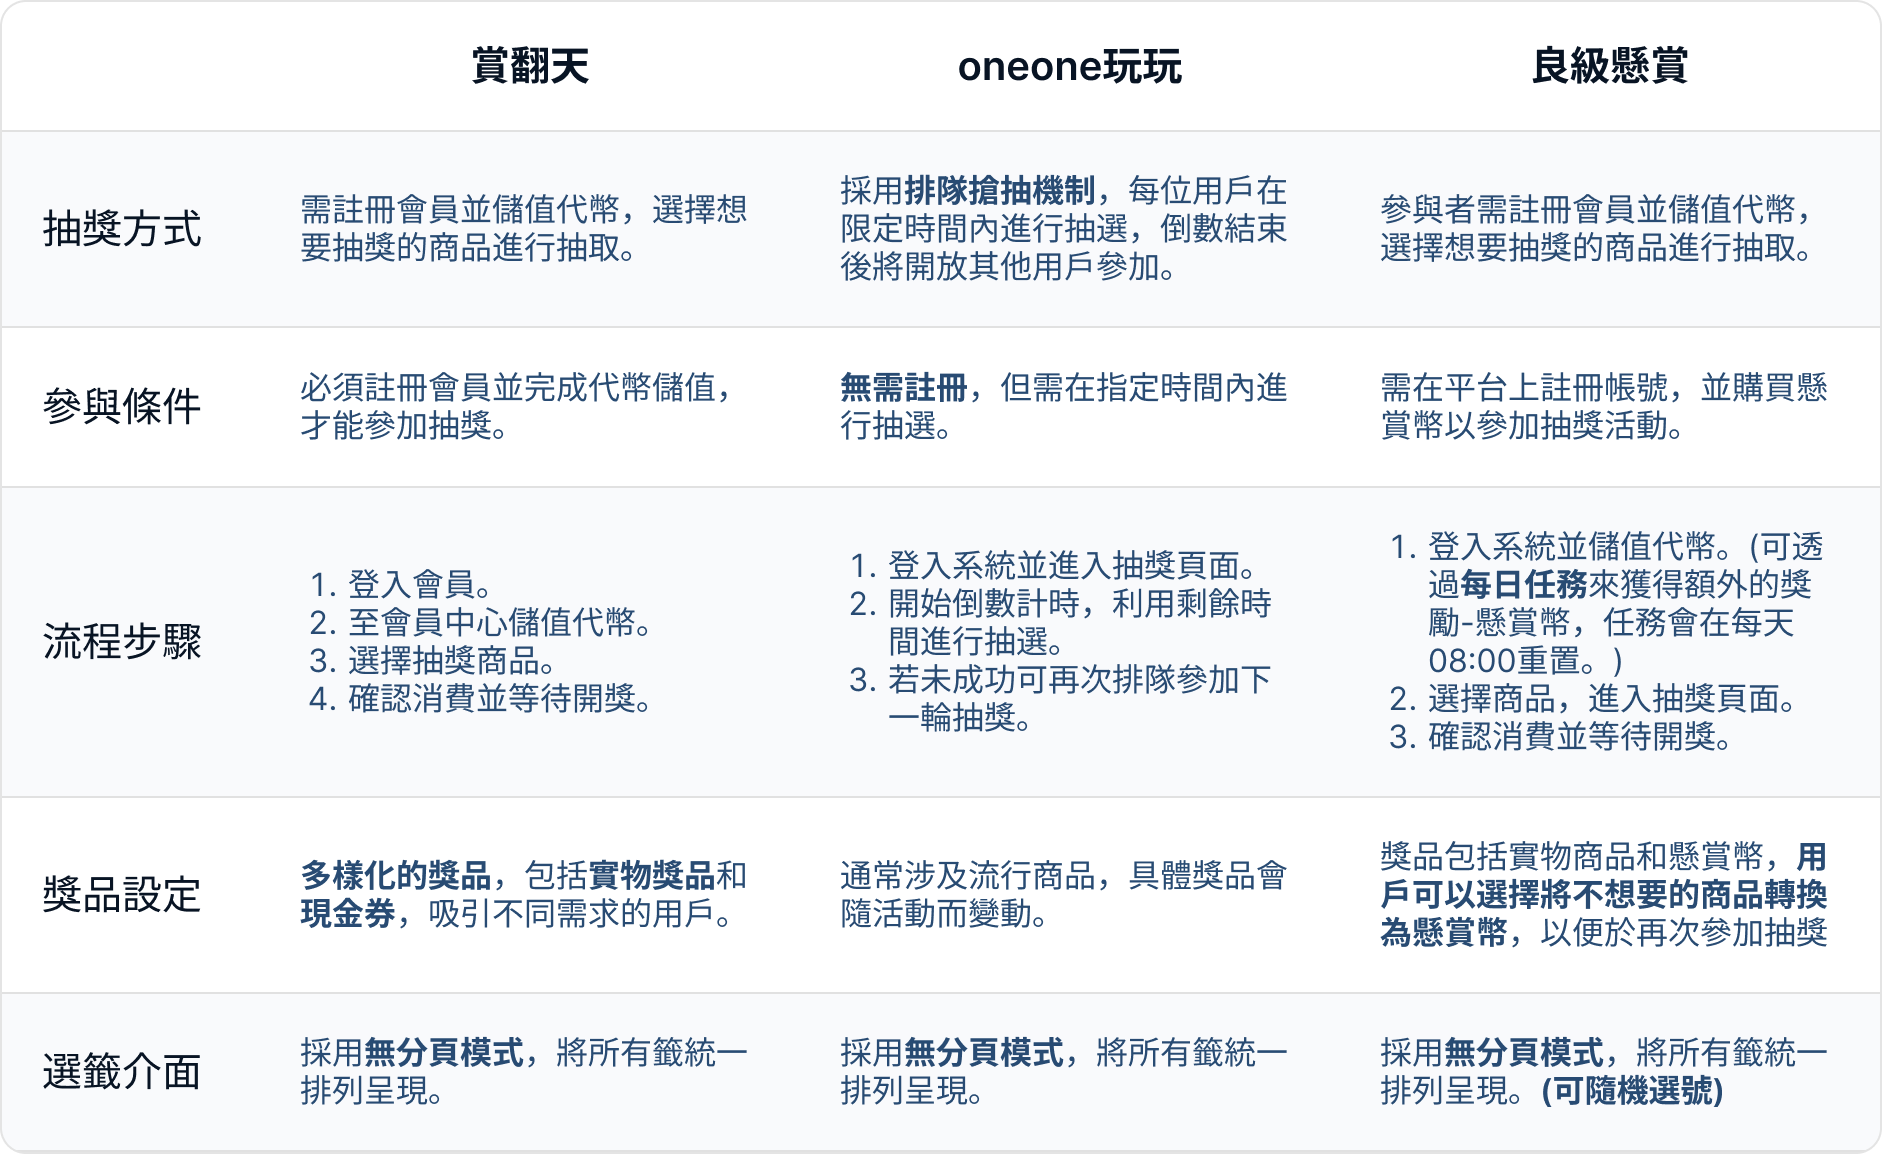 賞翻天
oneone玩玩
良級懸賞
抽獎方式
需註冊會員並儲值代幣，選擇想
要抽獎的商品進行抽取。
採用排隊搶抽機制，每位用戶在
限定時間內進行抽選，倒數結束
後將開放其他用戶參加。
參與者需註冊會員並儲值代幣，
選擇想要抽獎的商品進行抽取。
參與條件
必須註冊會員並完成代幣儲值，
才能參加抽獎。
無需註冊，但需在指定時間內進
行抽選。
需在平台上註冊帳號，並購買懸
賞幣以參加抽獎活動。
流程步驟
1. 登入會員。
2. 至會員中心儲值代幣。
3. 選擇抽獎商品。
4. 確認消費並等待開獎。
1. 登入系統並進入抽獎頁面。
2. 開始倒數計時，利用剩餘時
間進行抽選。
3. 若未成功可再次排隊參加下
一輪抽獎。
1. 登入系統並儲值代幣。(可透
過每日任務來獲得額外的獎
勵-懸賞幣，任務會在每天
08:00重置。)
2. 選擇商品，進入抽獎頁面。
3. 確認消費並等待開獎。
獎品設定
多樣化的獎品，包括實物獎品和
現金券，吸引不同需求的用戶。
通常涉及流行商品，具體獎品會
隨活動而變動。
獎品包括實物商品和懸賞幣，用
戶可以選擇將不想要的商品轉換
為懸賞幣，以便於再次參加抽獎
選籤介面
採用無分頁模式，將所有籤統一
排列呈現。
採用無分頁模式，將所有籤統一
排列呈現。
採用無分頁模式，將所有籤統一
排列呈現。(可隨機選號)